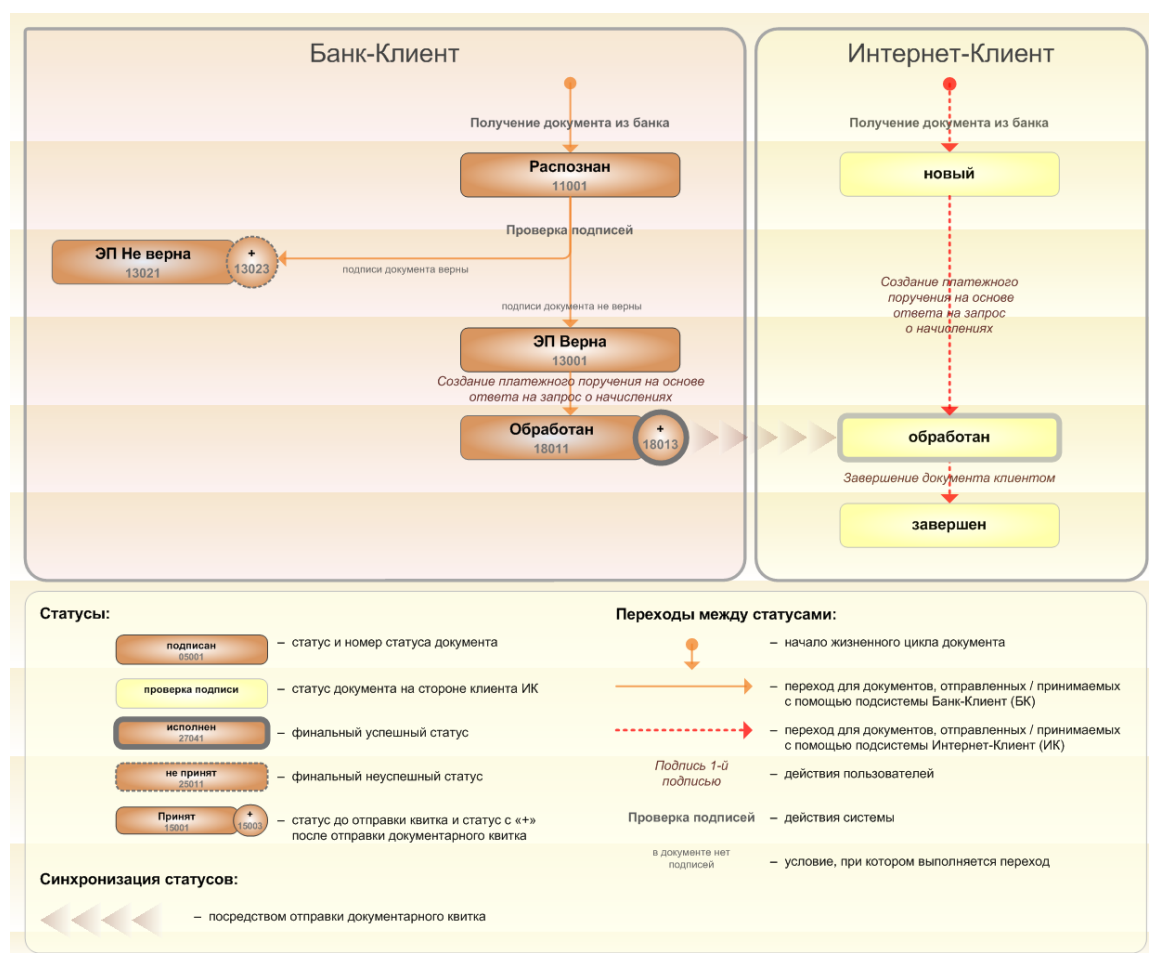 Банк-Клиент
Интернет-Клиент
Получение документа из банка
Получение документа из банка
Распознан
11001
новый
Проверка подписей
ЭП Не верна
13021
+
13023
подписи документа верны
Создание платежного
поручения на основе
ответа на запрос
о начислениях
подписи документа не верны
ЭП Верна
13001
Создание платежного поручения на основе
ответа на запрос о начислениях
Обработан
18011
+
18013
обработан
Завершение документа клиентом
завершен
Статусы:
подписан
05001
– статус и номер статуса документа
проверка подписи
– статус документа на стороне клиента ИК
исполнен
27041
– финальный успешный статус
не принят
25011
– финальный неуспешный статус
Принят
15001
+
15003
– статус до отправки квитка и статус с «+»
после отправки документарного квитка
Синхронизация статусов:
– посредством отправки документарного квитка
Переходы между статусами:
– начало жизненного цикла документа
– переход для документов, отправленных / принимаемых
с помощью подсистемы Банк-Клиент (БК)
– переход для документов, отправленных / принимаемых
с помощью подсистемы Интернет-Клиент (ИК)
Подпись 1-й
подписью
– действия пользователей
Проверка подписей
– действия системы
в документе нет
подписей
– условие, при котором выполняется переход